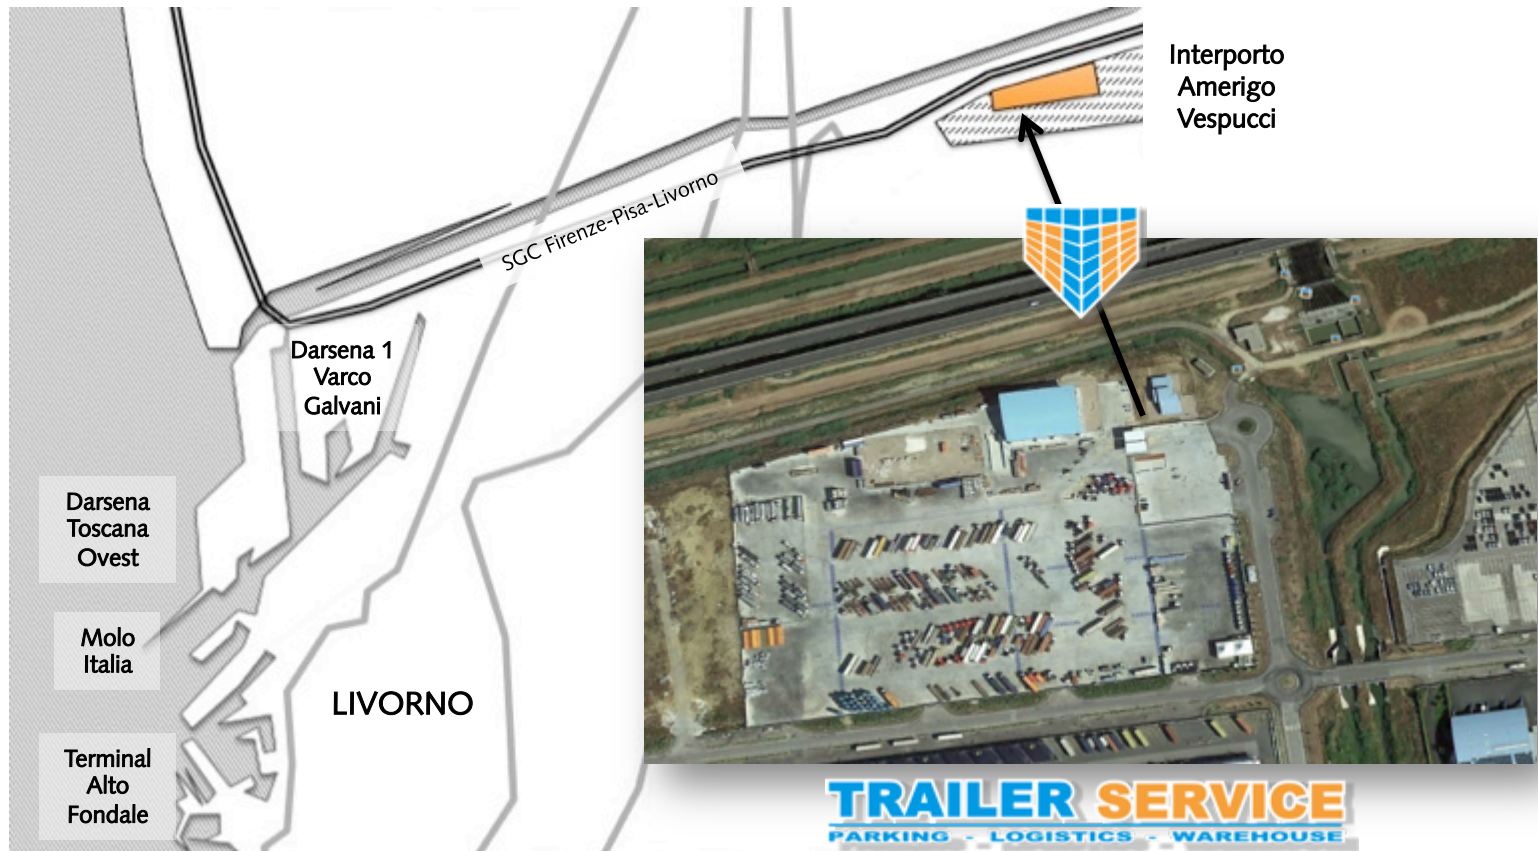 Interporto
Amerigo
Vespucci
SGC Firenze-Pisa-Livorno
Darsena 1
Varco
Galvani
Darsena
Toscana
Ovest
Molo
Italia
LIVORNO
Terminal
Alto
Fondale
TRAILER SERVICE
PARKING - LOGISTICS - WAREHOUSE